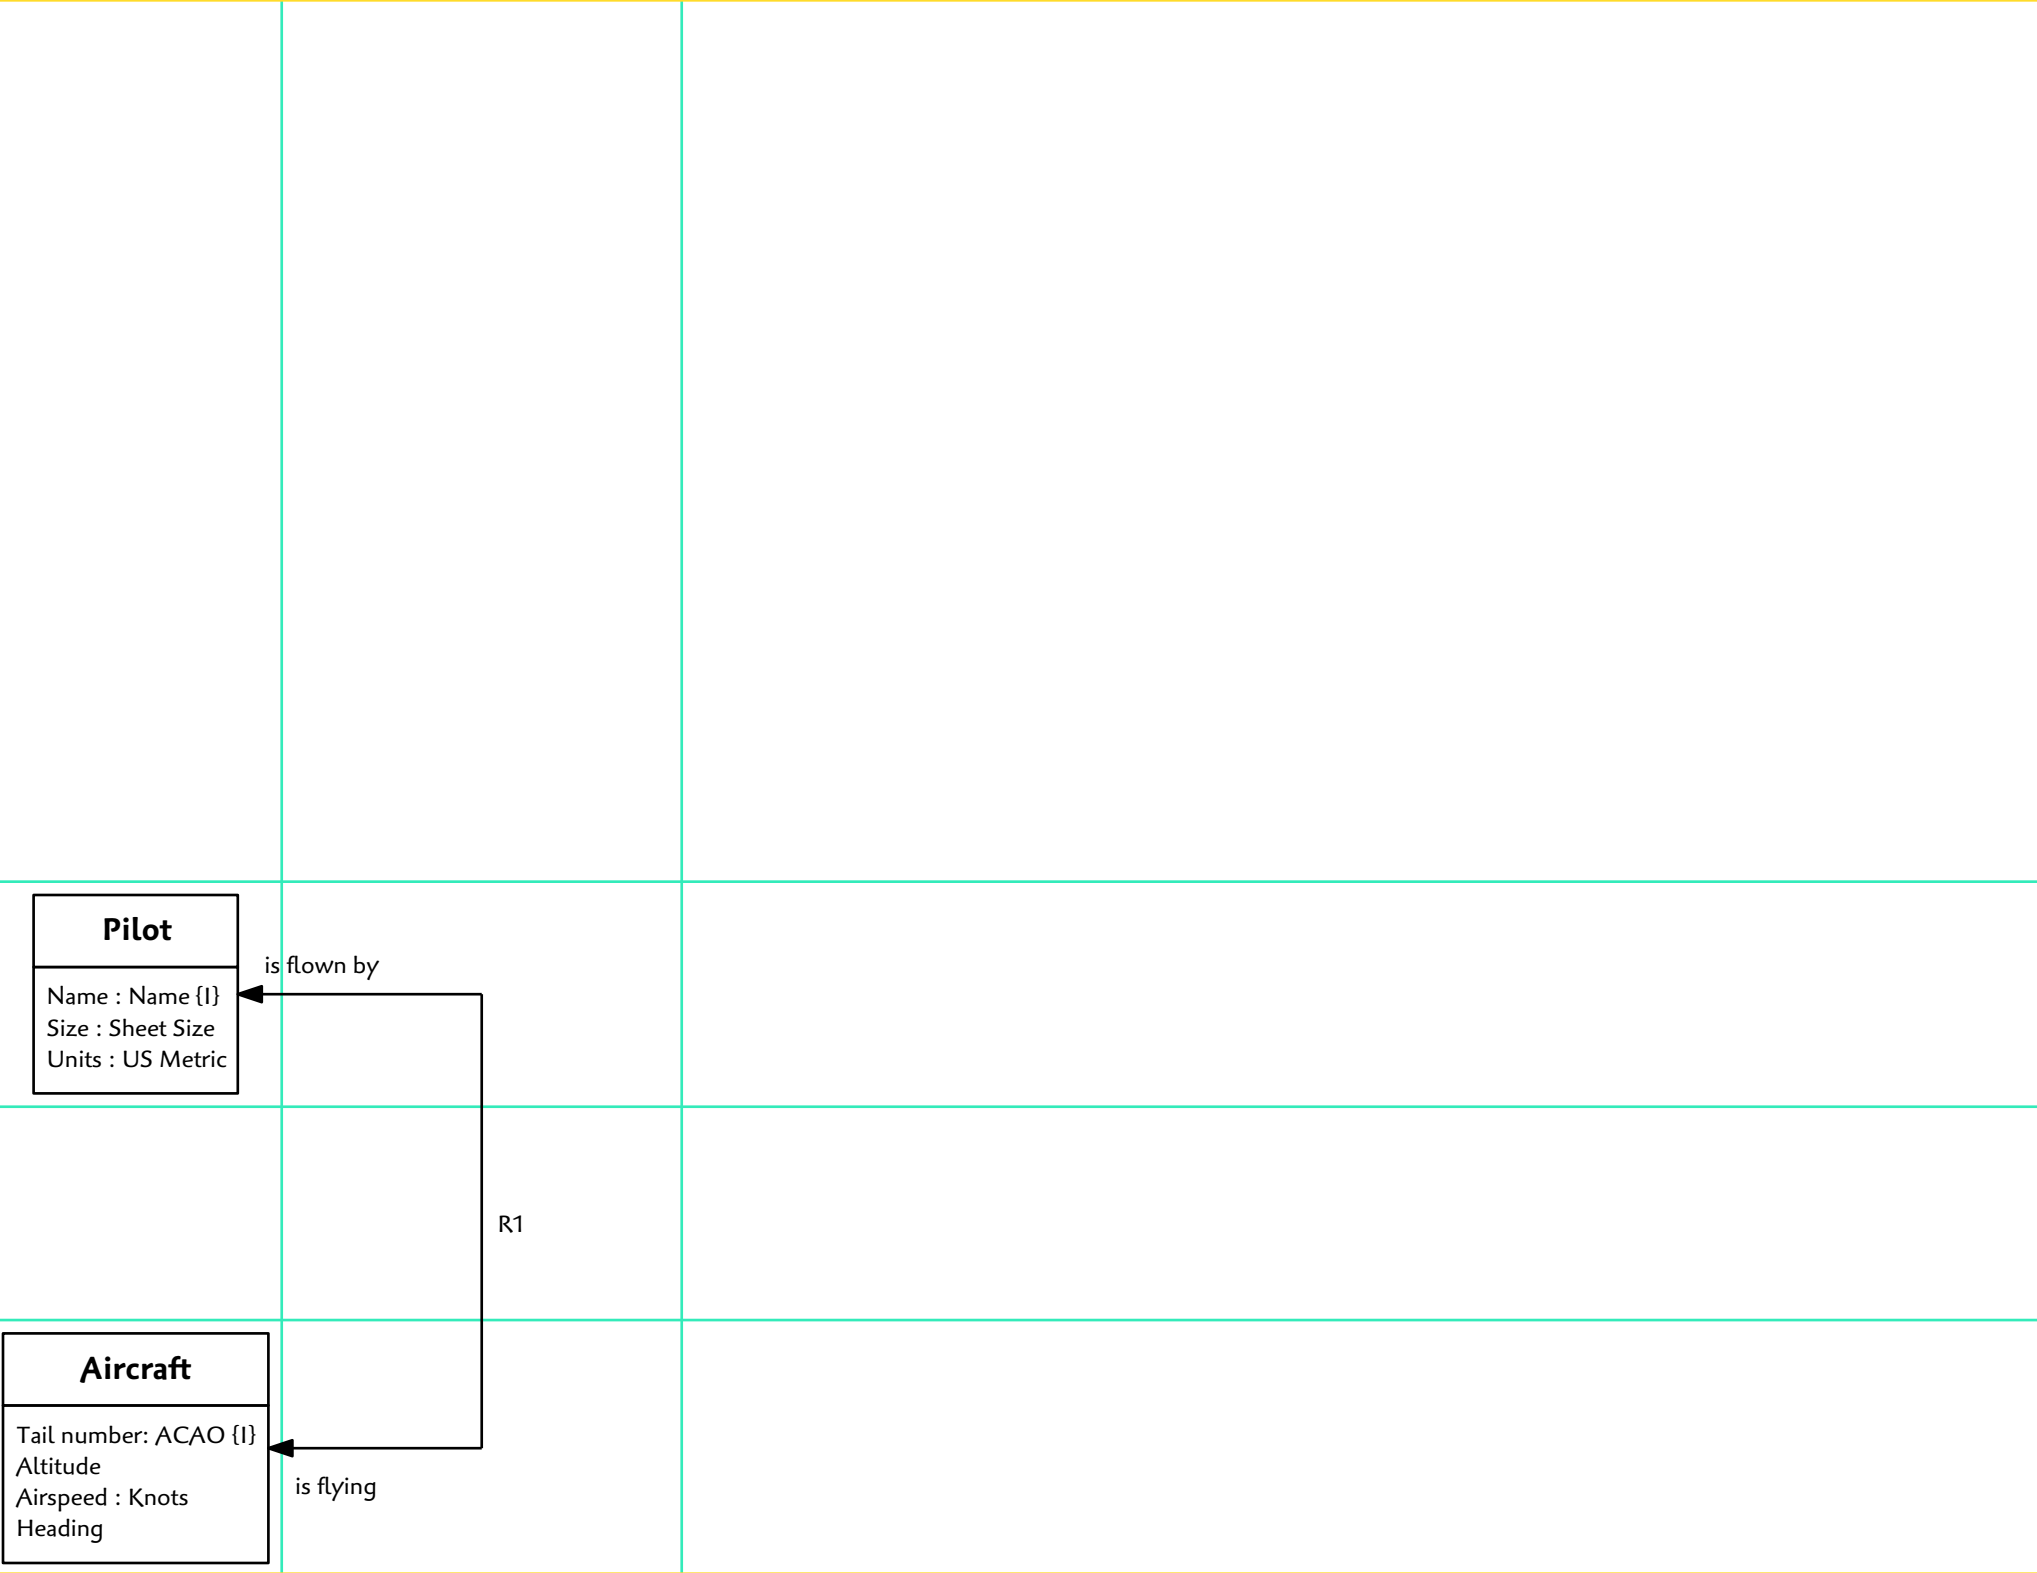 Pilot
is flown by
Name : Name {I}
Size : Sheet Size
Units : US Metric
R1
Aircraft
Tail number: ACAO {I}
Altitude
Airspeed : Knots
Heading
is flying